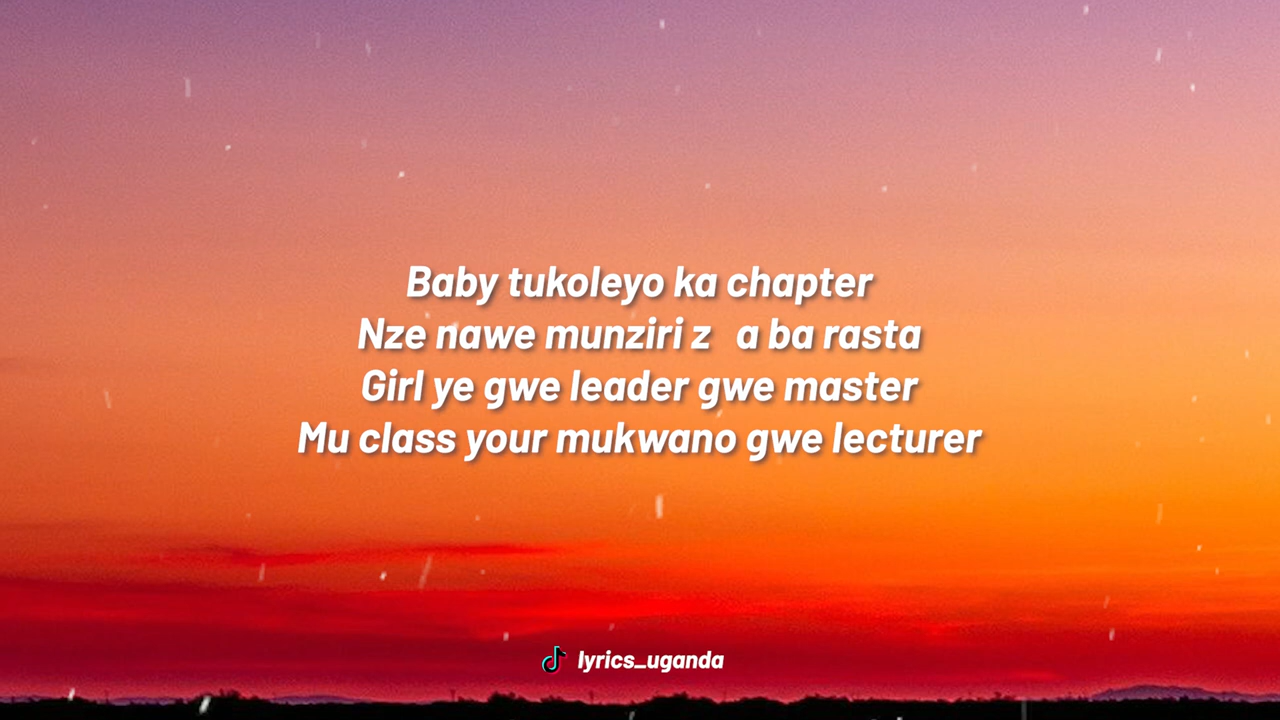 Baby tukoleyo ka chapter
Nze nawe munziri z a ba rasta
Girl ye gwe leader gwe master
Mu class your mukwano gwe lecturer
lyrics_uganda